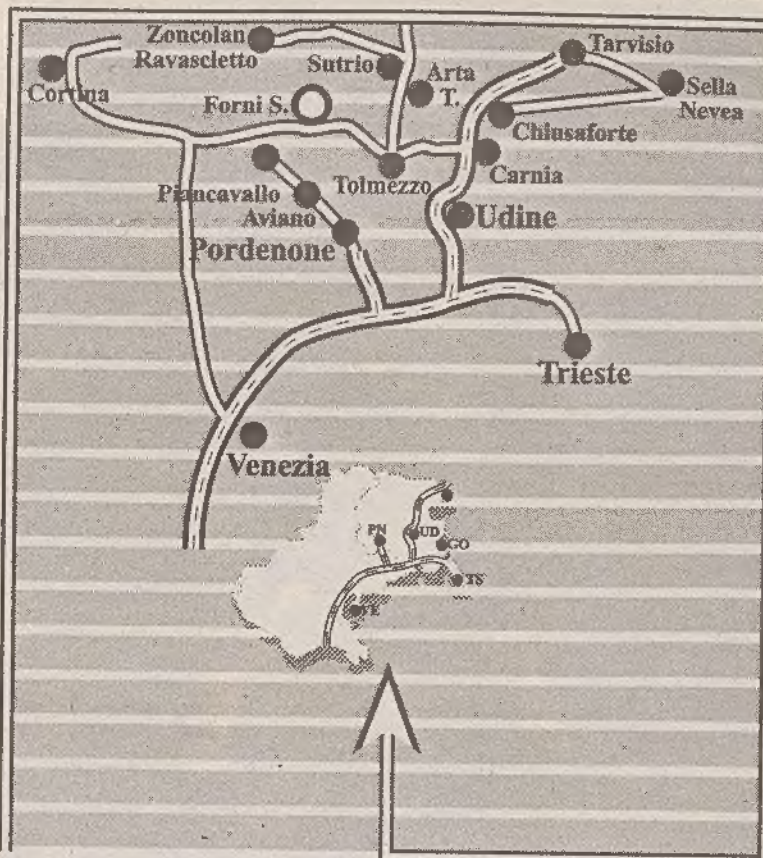 Zoncolan
Ravascletto
Tarvisio
Sutrio
Arta
T.
Sella
Nevea
Cortina
Forni S.
Chiusaforte
Piancavallo
Tolmezzo
Carnia
Aviano
Udine
Pordenone
Trieste
Venezia
PN
UD
GO
TS
VE